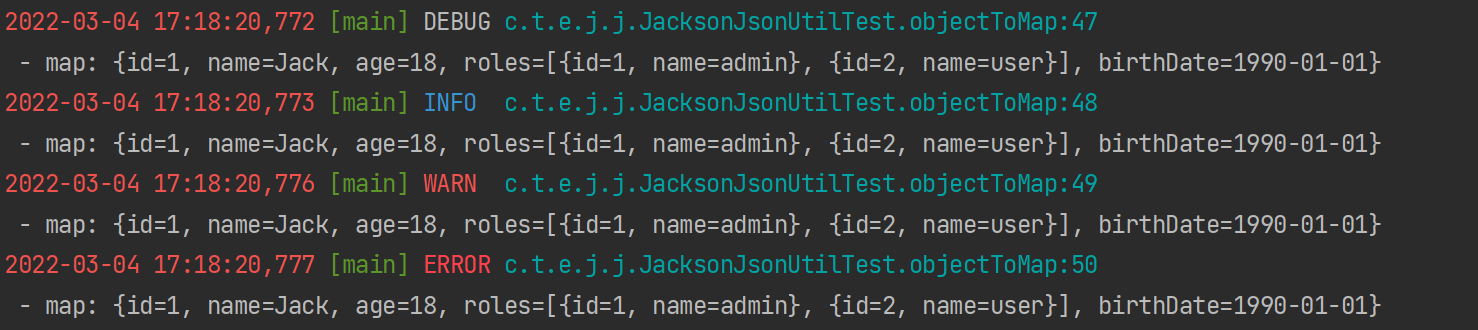 2022-03-04 17:18:20,772 [main] DEBUG c.t.e.j.j.JacksonJsonUtilTest.objectToMap:47
 - map: {id=1, name=Jack, age=18, roles=[{id=1, name=admin}, {id=2, name=user}], birthDate=1990-01-01}
2022-03-04 17:18:20,773 [main] INFO  c.t.e.j.j.JacksonJsonUtilTest.objectToMap:48
 - map: {id=1, name=Jack, age=18, roles=[{id=1, name=admin}, {id=2, name=user}], birthDate=1990-01-01}
2022-03-04 17:18:20,776 [main] WARN  c.t.e.j.j.JacksonJsonUtilTest.objectToMap:49
 - map: {id=1, name=Jack, age=18, roles=[{id=1, name=admin}, {id=2, name=user}], birthDate=1990-01-01}
2022-03-04 17:18:20,777 [main] ERROR c.t.e.j.j.JacksonJsonUtilTest.objectToMap:50
 - map: {id=1, name=Jack, age=18, roles=[{id=1, name=admin}, {id=2, name=user}], birthDate=1990-01-01}